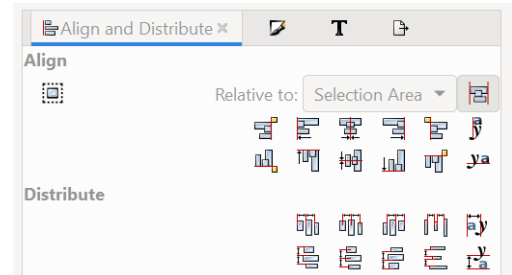 Align and Distribute
Align
Relative to: Selection Area
Distribute